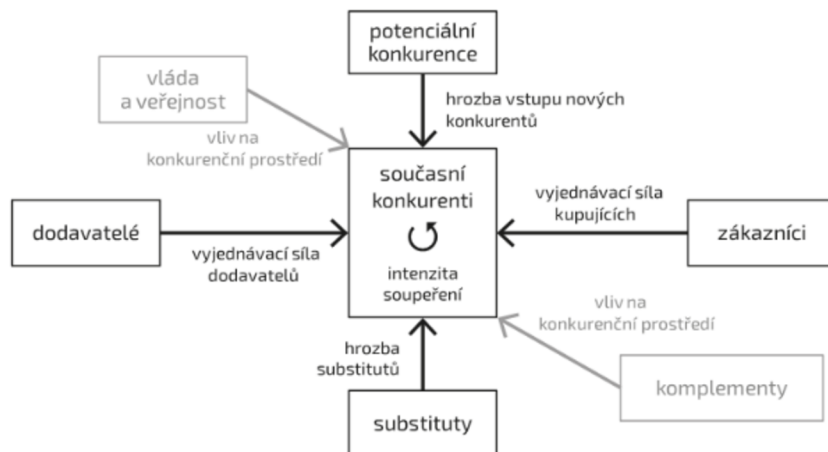 potenciální
konkurence
vláda
a veřejnost
hrozba vstupu nových
konkurentů
vliv na
konkurenční prostředí
současní
konkurenti
intenzita
soupeření
dodavatelé
vyjednávací síla
dodavatelů
vyjednávací síla
kupujících
zákazníci
vliv na
konkurenční prostředí
hrozba
substitutů
komplementy
substituty